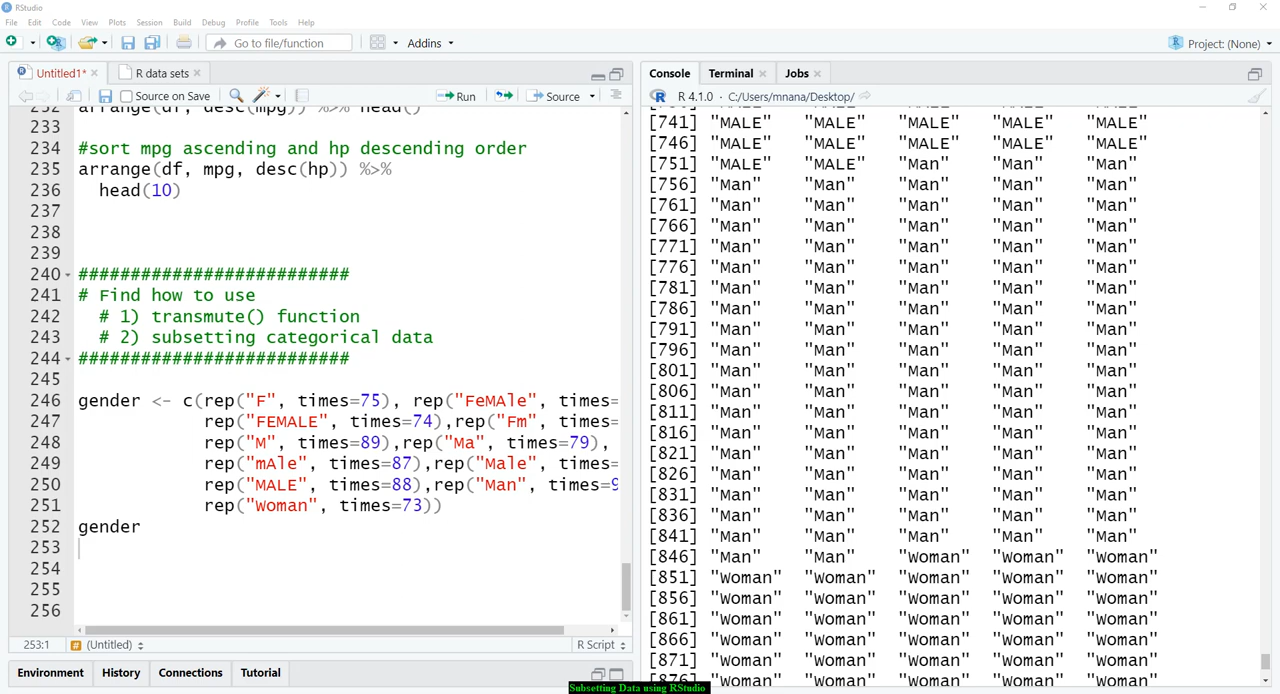 RStudio
File Edit Code View Plots Session Build Debug Profile Tools Help
Go to file/function Addins Project: (None)
Untitled1* R data sets
Source on Save Run Source
232 arrange(df, desc(mpg)) %>% head()
233
234 #sort mpg ascending and hp descending order
235 arrange(df, mpg, desc(hp)) %>%
236 head(10)
237
238
239
240 ##########################
241 # Find how to use
242 # 1) transmute() function
243 # 2) subsetting categorical data
244 ##########################
245
246 gender <- c(rep("F", times=75), rep("FeMAle", times=
247 rep("FEMALE", times=74),rep("Fm", times=
248 rep("M", times=89),rep("Ma", times=79),
249 rep("mAle", times=87),rep("Male", times=
250 rep("MALE", times=88),rep("Man", times=9
251 rep("Woman", times=73))
252 gender
253
254
255
256
253:1 (Untitled) R Script
Environment History Connections Tutorial
Console Terminal Jobs
R 4.1.0 · C:/Users/mnana/Desktop/
[741] "MALE" "MALE" "MALE" "MALE" "MALE"
[746] "MALE" "MALE" "MALE" "MALE" "MALE"
[751] "MALE" "MALE" "Man" "Man" "Man"
[756] "Man" "Man" "Man" "Man" "Man"
[761] "Man" "Man" "Man" "Man" "Man"
[766] "Man" "Man" "Man" "Man" "Man"
[771] "Man" "Man" "Man" "Man" "Man"
[776] "Man" "Man" "Man" "Man" "Man"
[781] "Man" "Man" "Man" "Man" "Man"
[786] "Man" "Man" "Man" "Man" "Man"
[791] "Man" "Man" "Man" "Man" "Man"
[796] "Man" "Man" "Man" "Man" "Man"
[801] "Man" "Man" "Man" "Man" "Man"
[806] "Man" "Man" "Man" "Man" "Man"
[811] "Man" "Man" "Man" "Man" "Man"
[816] "Man" "Man" "Man" "Man" "Man"
[821] "Man" "Man" "Man" "Man" "Man"
[826] "Man" "Man" "Man" "Man" "Man"
[831] "Man" "Man" "Man" "Man" "Man"
[836] "Man" "Man" "Man" "Man" "Man"
[841] "Man" "Man" "Man" "Man" "Man"
[846] "Man" "Man" "Woman" "Woman" "Woman"
[851] "Woman" "Woman" "Woman" "Woman" "Woman"
[856] "Woman" "Woman" "Woman" "Woman" "Woman"
[861] "Woman" "Woman" "Woman" "Woman" "Woman"
[866] "Woman" "Woman" "Woman" "Woman" "Woman"
[871] "Woman" "Woman" "Woman" "Woman" "Woman"
[876] "Woman" "Woman" "Woman" "Woman" "Woman"
Subsetting Data using RStudio